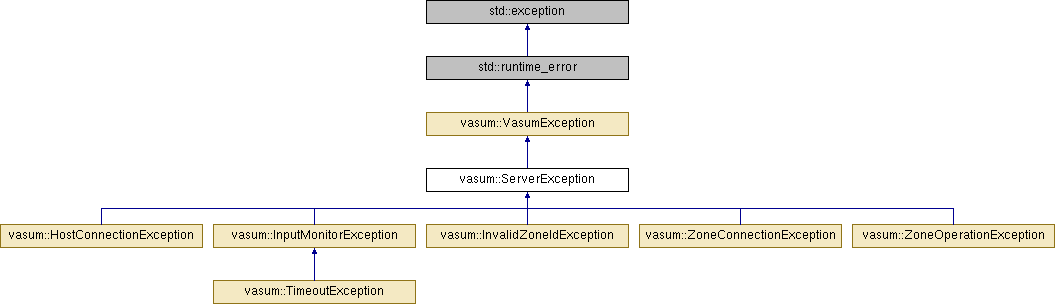 std::exception
std::runtime_error
vasum::VasumException
vasum::ServerException
vasum::HostConnectionException
vasum::InputMonitorException
vasum::InvalidZoneIdException
vasum::ZoneConnectionException
vasum::ZoneOperationException
vasum::TimeoutException